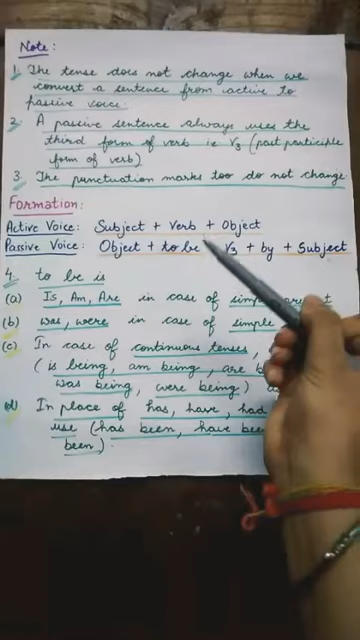 Note:
1. The tense does not change when we
convert a sentence from active to
passive voice.
2. A passive sentence always uses the
third form of verb ie V3 (past participle
form of verb)
3. The punctuation marks too do not change
Formation:
Active Voice: Subject + Verb + Object
Passive Voice: Object + to be V3 + by + Subject
4. to be is
(a) Is, Am, Are in case of simple
(b) was, were in case of simple
(c) In case of continuous tenses,
(is being, am being, are
was being, were being)
(d) In place of has, have, had
use (has been, have been
been)